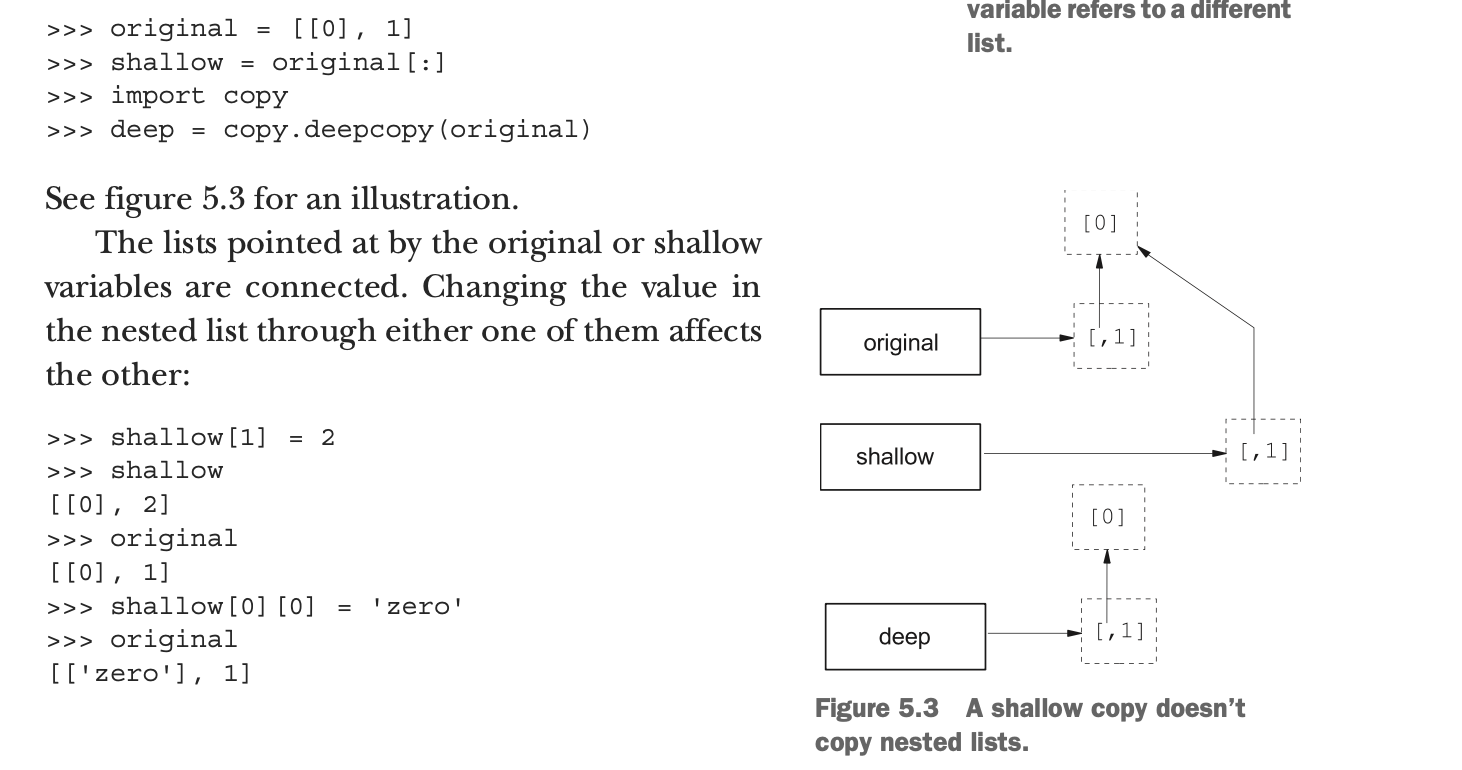 >>> original = [[0], 1]
>>> shallow = original[:]
>>> import copy
>>> deep = copy.deepcopy(original)
See figure 5.3 for an illustration.
The lists pointed at by the original or shallow
variables are connected. Changing the value in
the nested list through either one of them affects
the other:
>>> shallow[1] = 2
>>> shallow
[[0], 2]
>>> original
[[0], 1]
>>> shallow[0][0] = 'zero'
>>> original
[['zero'], 1]
variable refers to a different
list.
[0]
original
[,1]
shallow
[,1]
[0]
deep
[,1]
Figure 5.3 A shallow copy doesn't
copy nested lists.